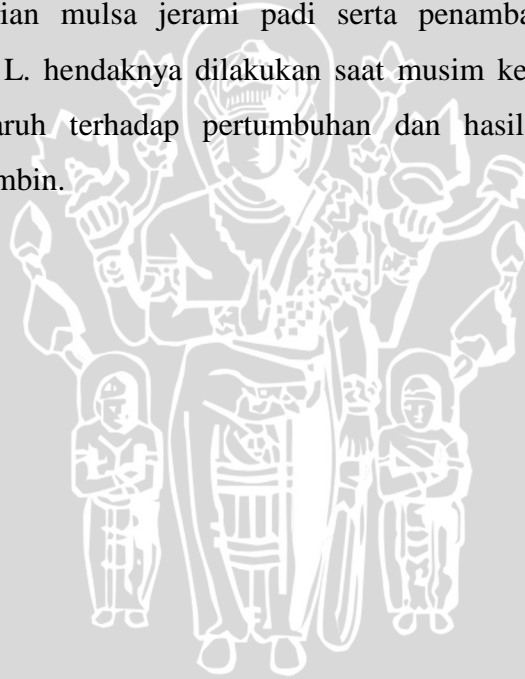 ian mulsa jerami padi serta penamba
L. hendaknya dilakukan saat musim ke
aruh terhadap pertumbuhan dan hasil
mbin.